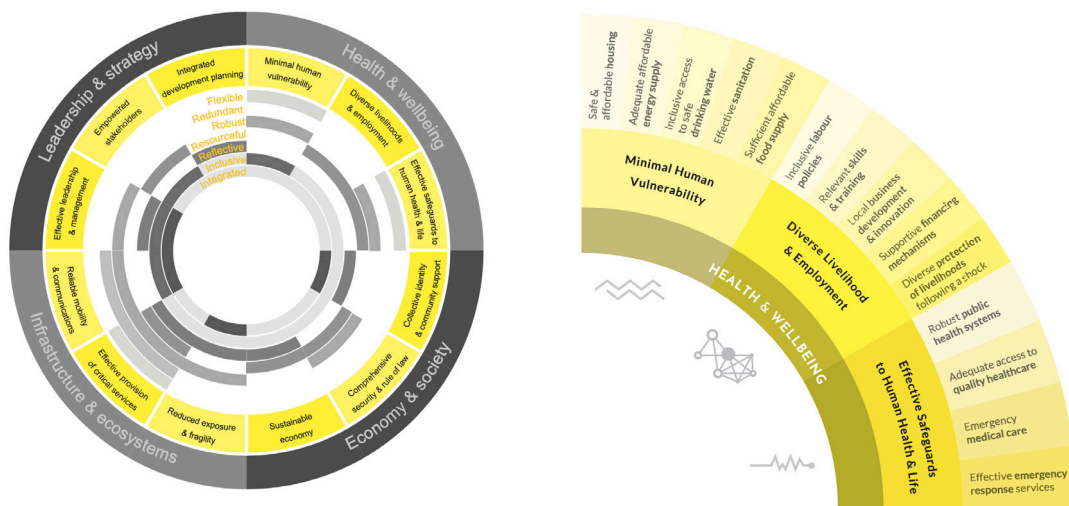 Leadership & strategy
Health & wellbeing
Economy & society
Infrastructure & ecosystems
Integrated
development planning
Minimal human
vulnerability
Diverse livelihoods
& employment
Effective safeguards to
human health & life
Collective identity
& community support
Comprehensive
security & rule of law
Sustainable
economy
Reduced exposure
& fragility
Effective provision
of critical services
Reliable mobility
& communications
Effective leadership
& management
Empowered
stakeholders
Flexible
Redundant
Robust
Resourceful
Reflective
Inclusive
Integrated
Safe &
affordable housing
Adequate affordable
energy supply
Inclusive access
to safe
drinking water
Effective sanitation
Sufficient affordable
food supply
Inclusive labour
policies
Relevant skills
& training
Local business
development
& innovation
Supportive financing
mechanisms
Diverse protection
of livelihoods
following a shock
Robust public
health systems
Adequate access to
quality healthcare
Emergency
medical care
Effective emergency
response services
Minimal Human
Vulnerability
Diverse Livelihood
& Employment
Effective Safeguards
to Human Health & Life
HEALTH & WELLBEING